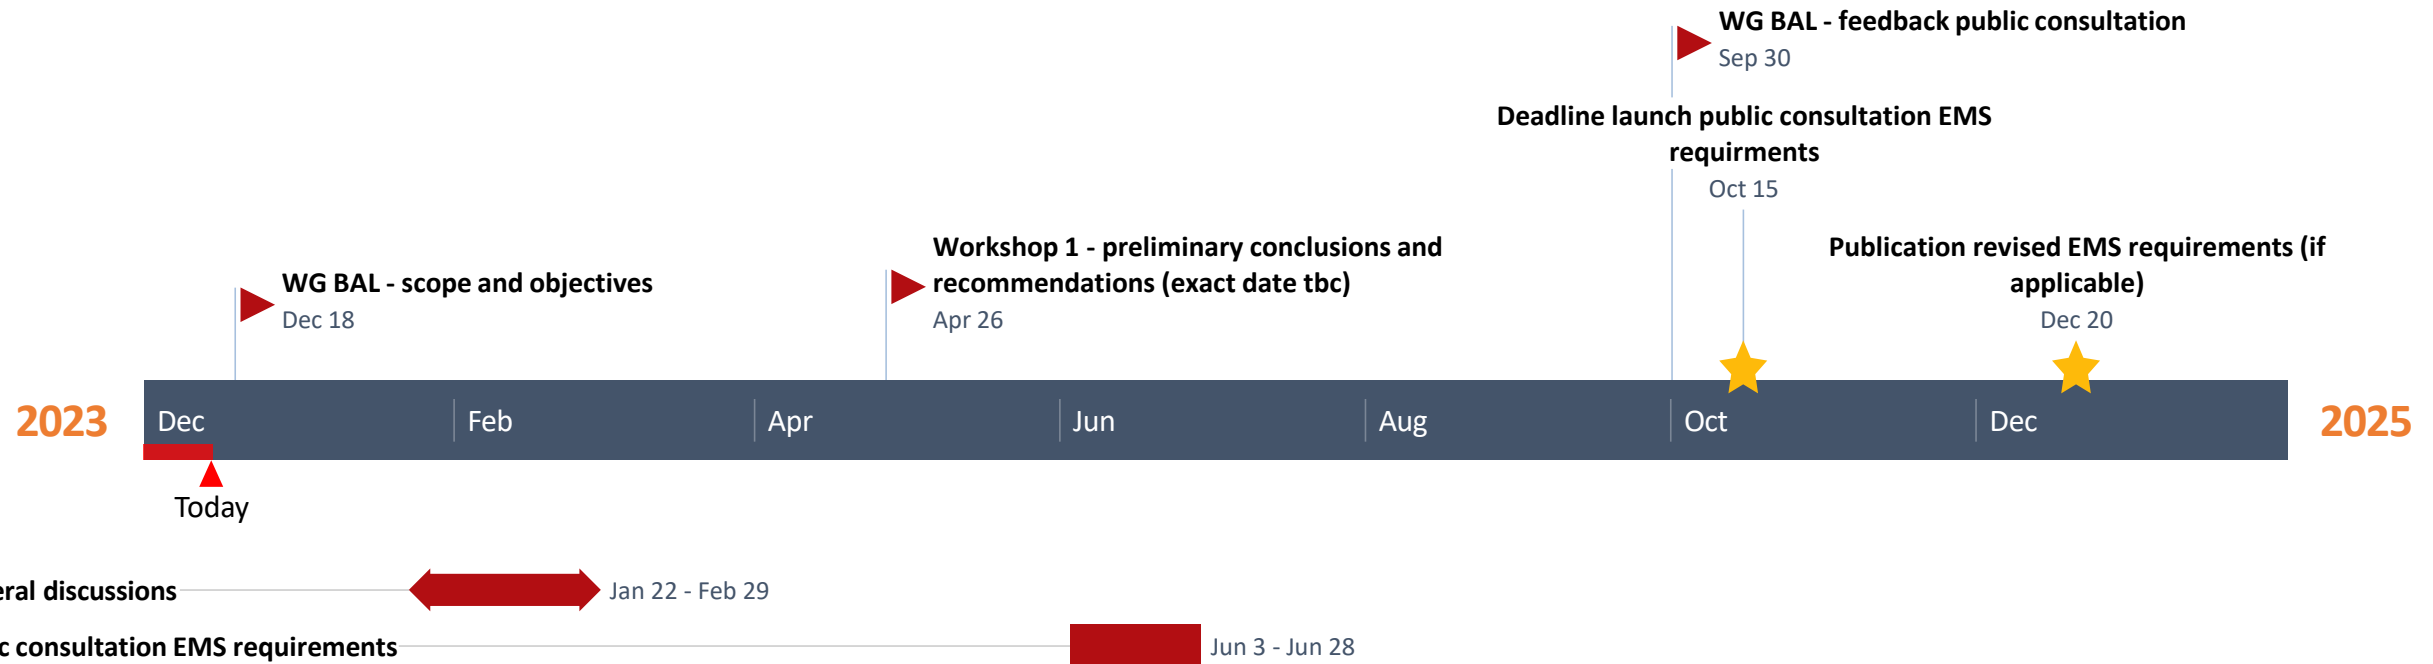 WG BAL - feedback public consultation
Sep 30
Deadline launch public consultation EMS
requirments
Oct 15
Workshop 1 - preliminary conclusions and
recommendations (exact date tbc)
Apr 26
Publication revised EMS requirements (if
applicable)
Dec 20
WG BAL - scope and objectives
Dec 18
2023
Dec
Feb
Apr
Jun
Aug
Oct
Dec
2025
Today
discussions
Jan 22 - Feb 29
consultation EMS requirements
Jun 3 - Jun 28